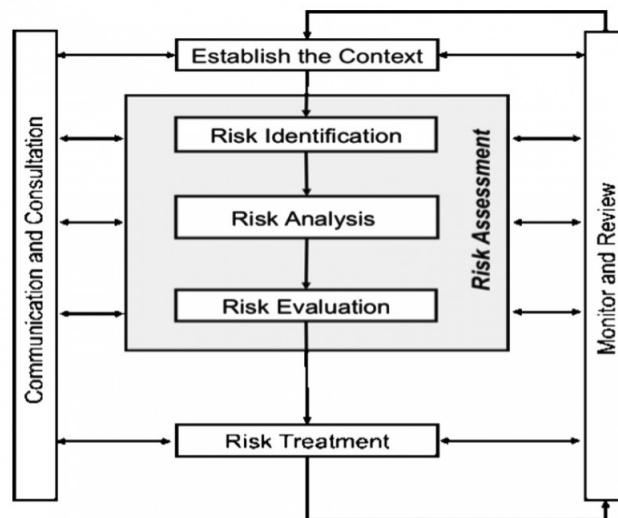 Establish the Context
Communication and Consultation
Risk Identification
Risk Analysis
Risk Evaluation
Risk Assessment
Monitor and Review
Risk Treatment